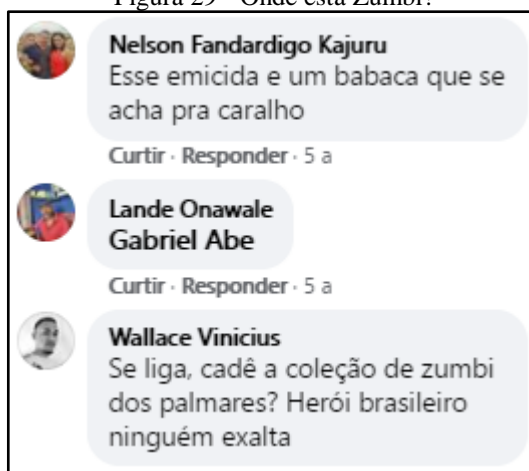 Figura 29 - Onde está Zumbi?
Nelson Fandardigo Kajuru
Esse emicida e um babaca que se
acha pra caralho
Curtir · Responder · 5 a
Lande Onawale
Gabriel Abe
Curtir · Responder · 5 a
Wallace Vinicius
Se liga, cadê a coleção de zumbi
dos palmares? Herói brasileiro
ninguém exalta